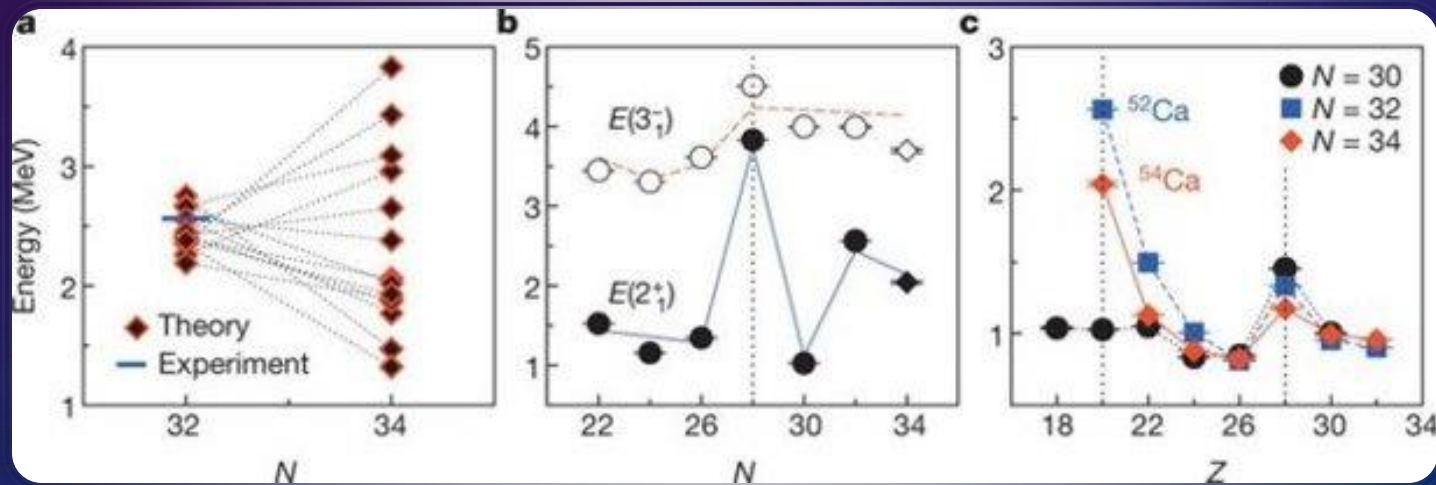 a
4
3
2
1
Energy (MeV)
Theory
Experiment
32
34
N
b
5
4
3
2
1
E(3⁻₁)
E(2⁺₁)
22
26
30
34
N
c
3
2
1
⁵²Ca
⁵⁴Ca
N = 30
N = 32
N = 34
18
22
26
30
34
Z